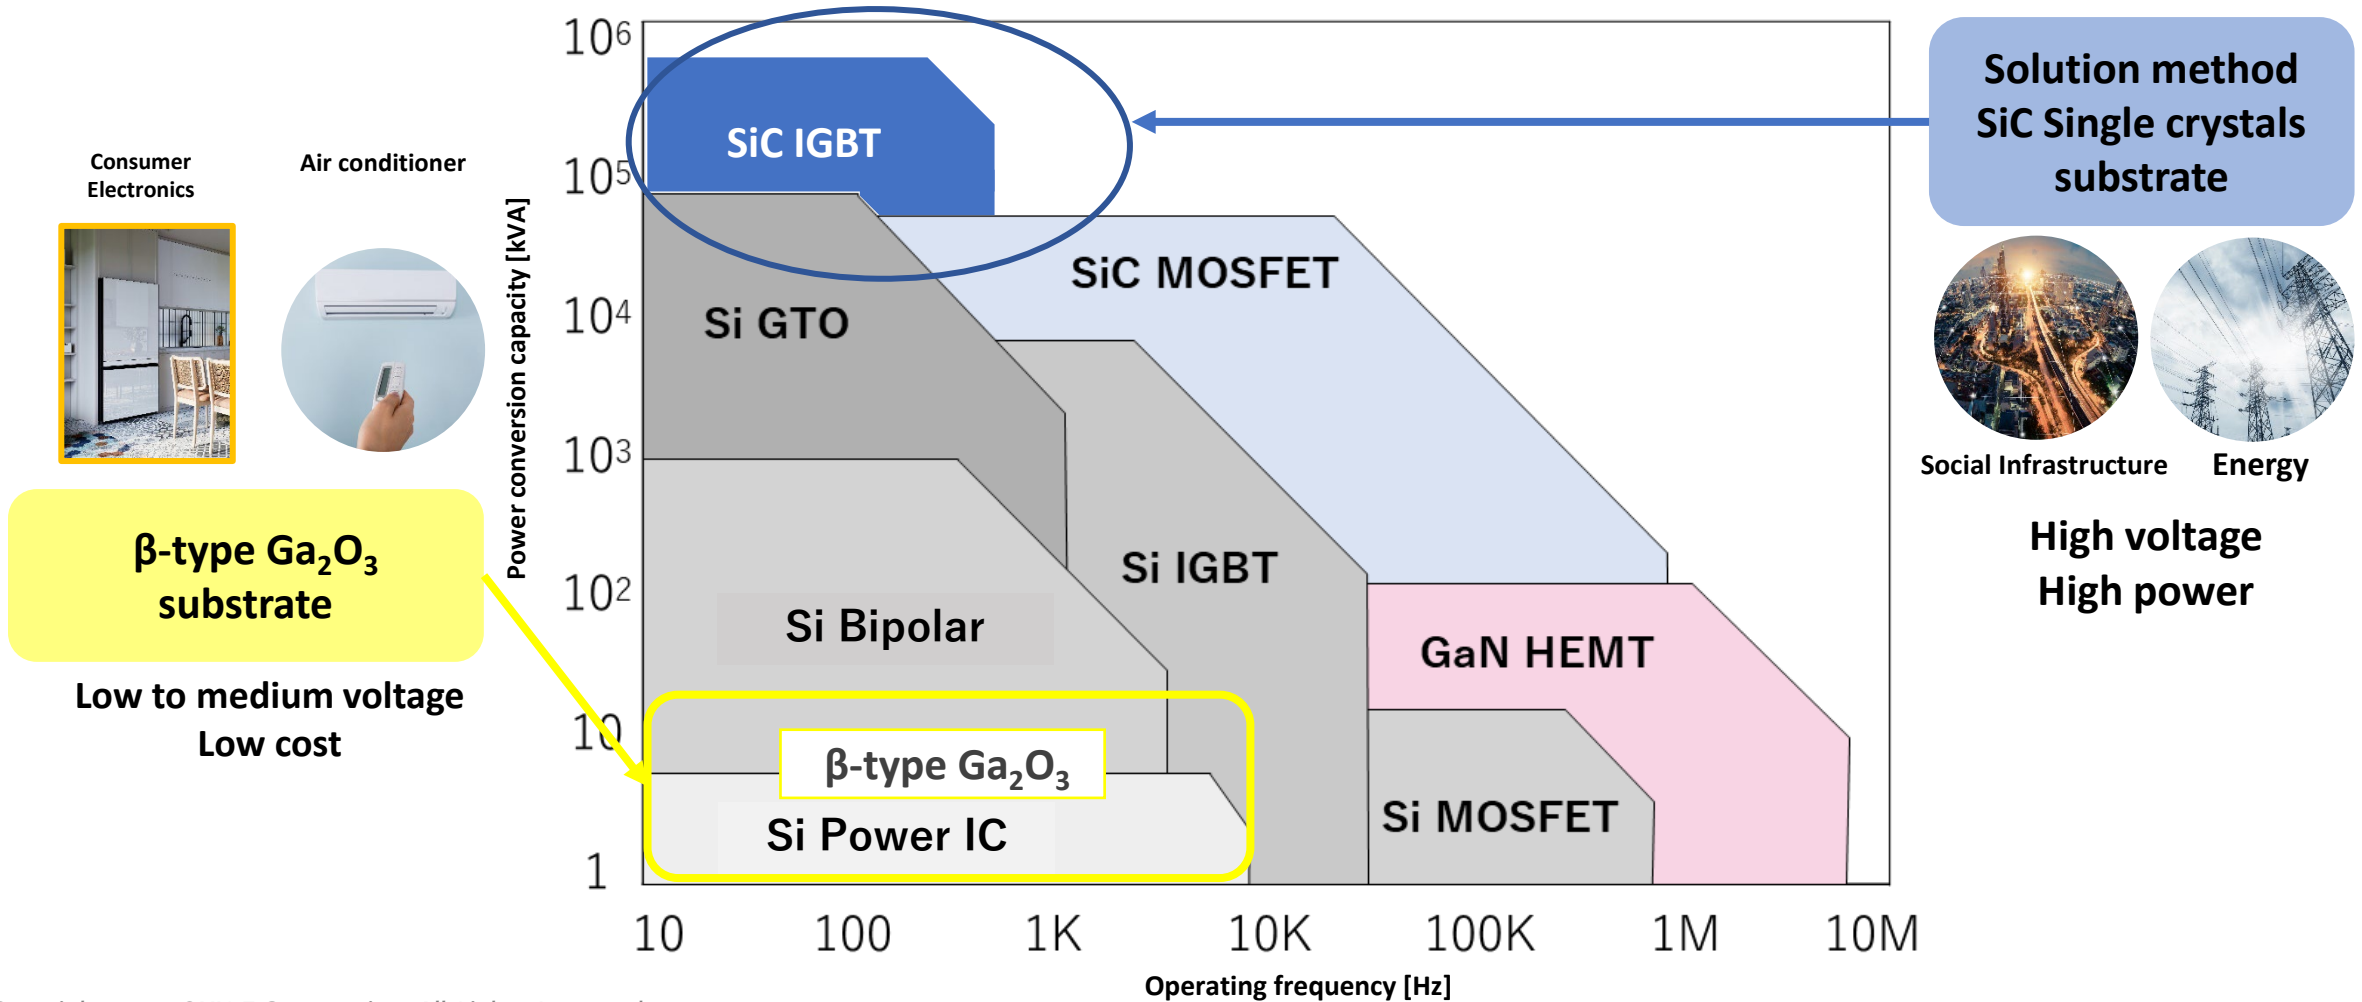 Consumer
Electronics
Air conditioner
β-type Ga₂O₃
substrate
Low to medium voltage
Low cost
Power conversion capacity [kVA]
10⁶
10⁵
10⁴
10³
10²
10
1
SiC IGBT
Si GTO
SiC MOSFET
Si IGBT
Si Bipolar
GaN HEMT
β-type Ga₂O₃
Si Power IC
Si MOSFET
10
100
1K
10K
100K
1M
10M
Operating frequency [Hz]
Solution method
SiC Single crystals
substrate
Social Infrastructure
Energy
High voltage
High power